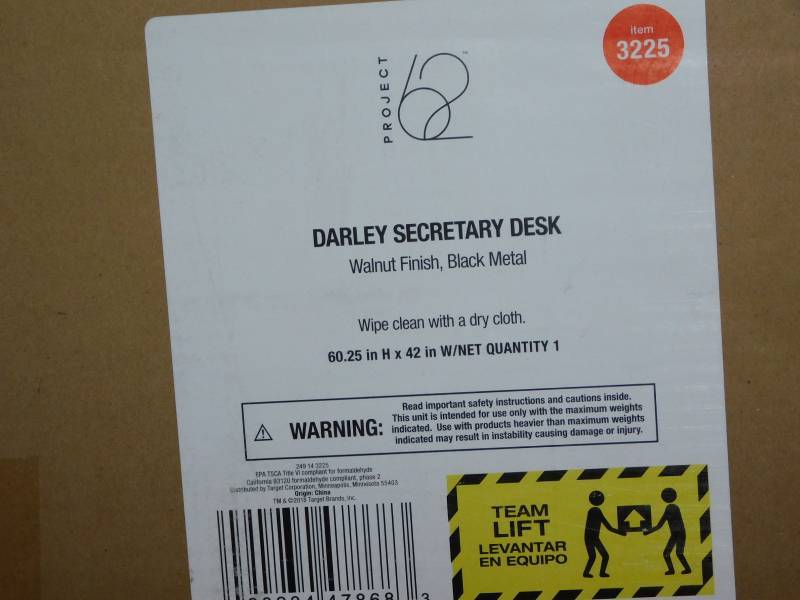 item
3225
PROJECT
62
™
DARLEY SECRETARY DESK
Walnut Finish, Black Metal
Wipe clean with a dry cloth.
60.25 in H x 42 in W/NET QUANTITY 1
WARNING:
Read important safety instructions and cautions inside.
This unit is intended for use only with the maximum weights
indicated. Use with products heavier than maximum weights
indicated may result in instability causing damage or injury.
249 14 3225
EPA TSCA Title VI compliant for formaldehyde
California 93120 formaldehyde compliant, phase 2
Distributed by Target Corporation, Minneapolis, Minnesota 55403
Origin: China
TM & ©2018 Target Brands, Inc.
47868 3
TEAM
LIFT
LEVANTAR
EN EQUIPO